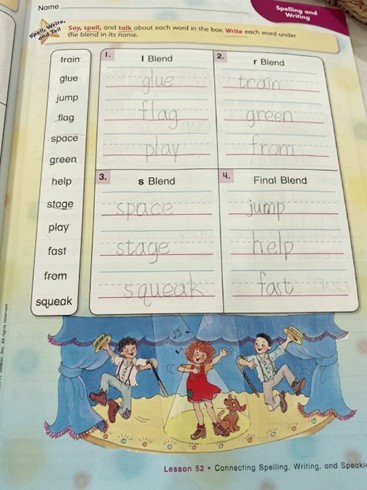 Name
Spelling and
Writing
Spell, Write,
and Tell
Say, spell, and talk about each word in the box. Write each word under
the blend in its name.
train
glue
jump
flag
space
green
help
stage
play
fast
from
squeak
1.
l Blend
glue
flag
play
2.
r Blend
train
green
from
3.
s Blend
space
stage
squeak
4.
Final Blend
jump
help
fast
Lesson 52 • Connecting Spelling, Writing, and Speaki